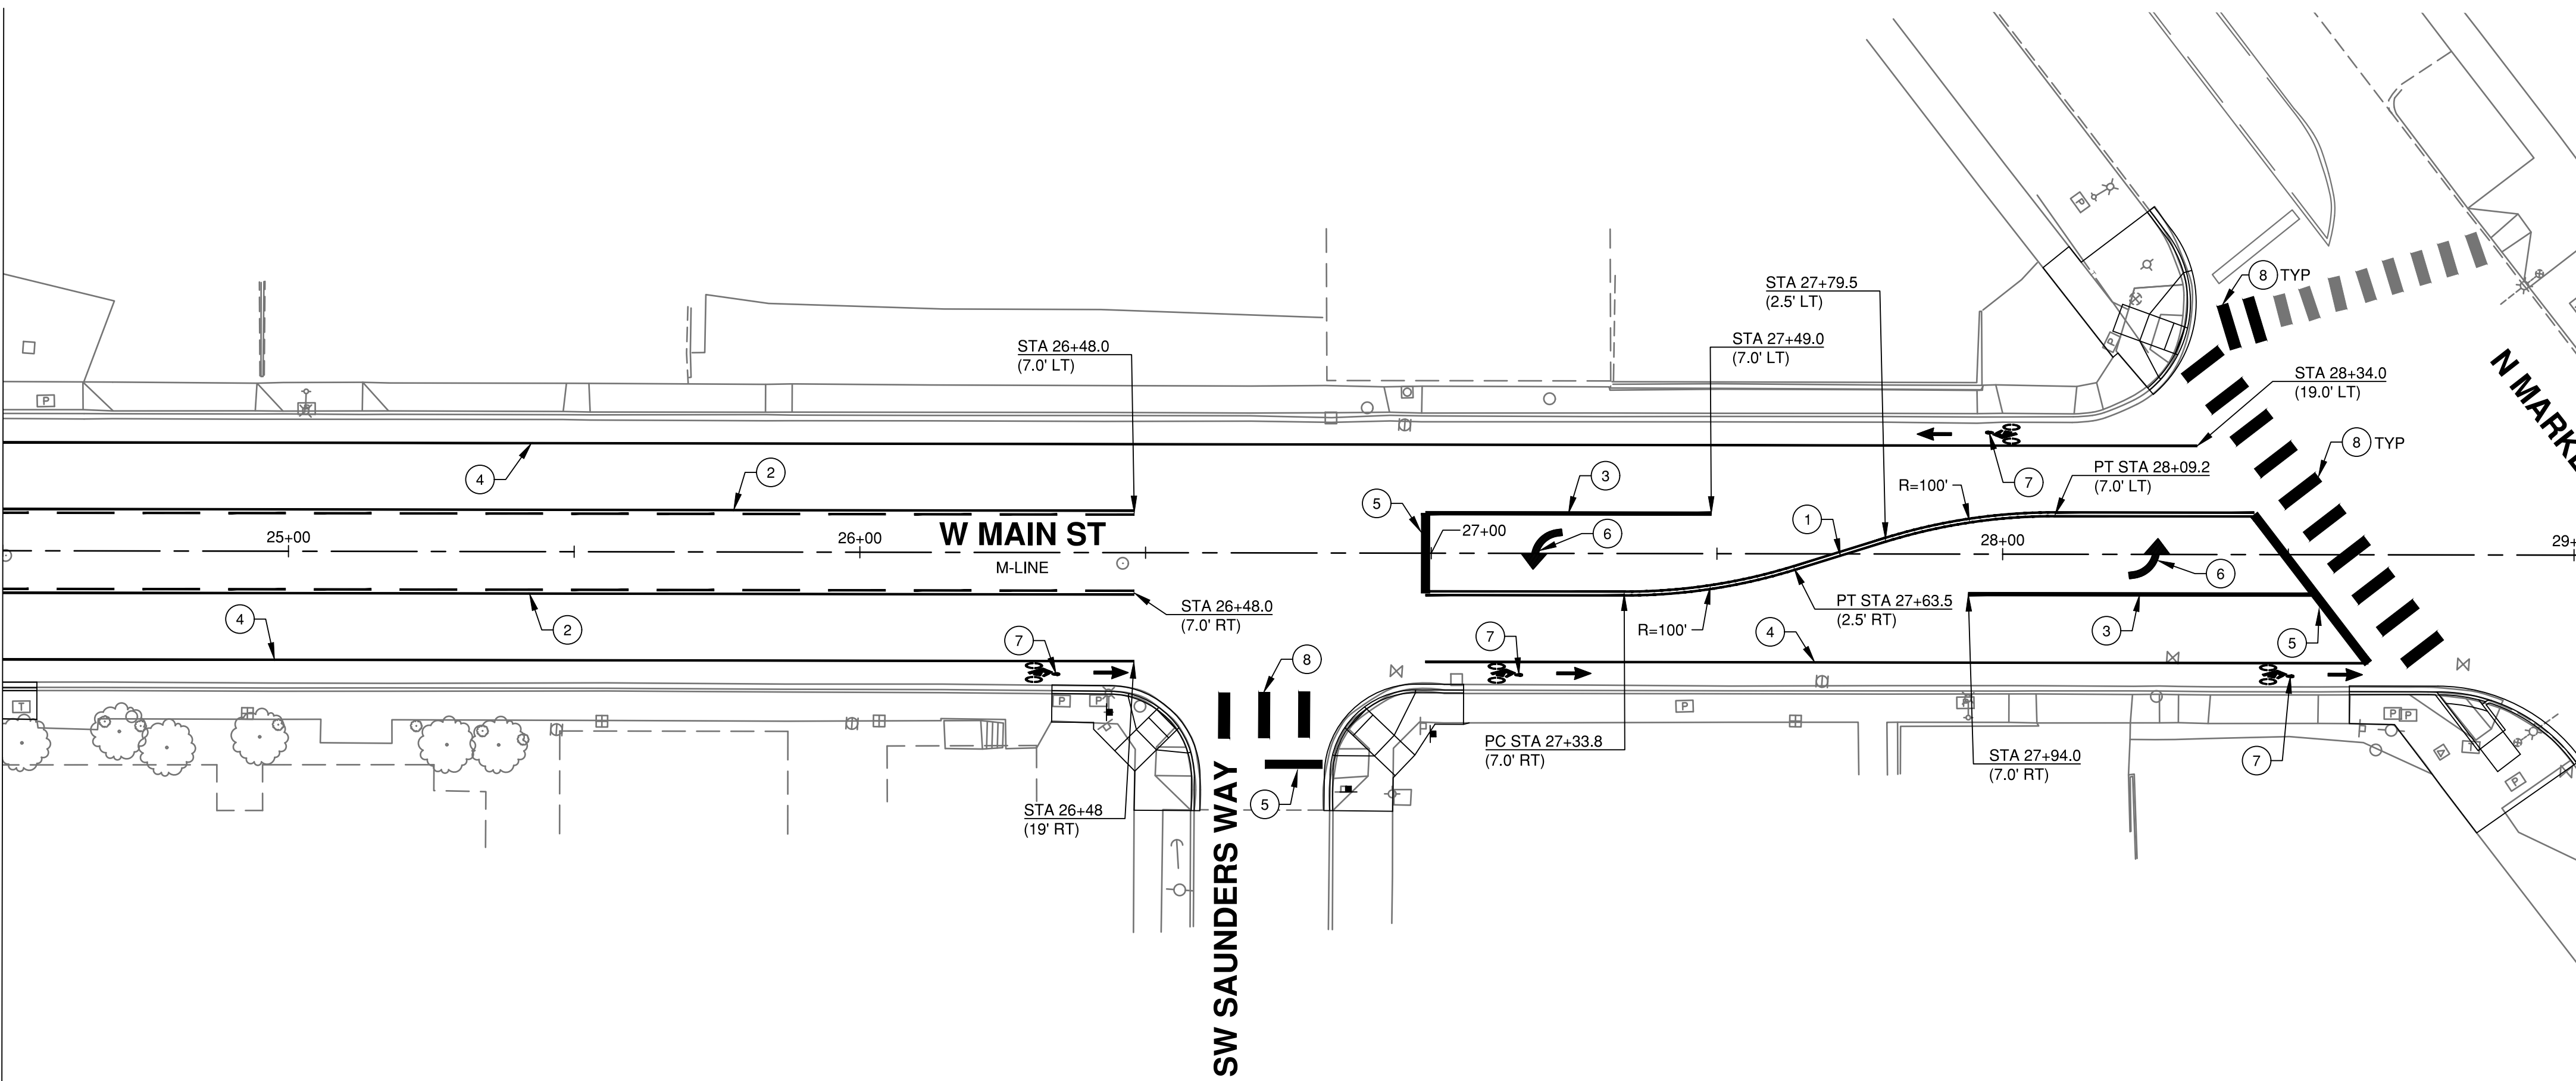 8 TYP
STA 27+79.5
(2.5' LT)
STA 27+49.0
(7.0' LT)
STA 26+48.0
(7.0' LT)
STA 28+34.0
(19.0' LT)
N MARKE
P
P
P
P
8 TYP
4
2
3
5
7
R=100'
PT STA 28+09.2
(7.0' LT)
25+00
26+00
W MAIN ST
M-LINE
27+00
6
1
28+00
29+
6
4
2
STA 26+48.0
(7.0' RT)
PT STA 27+63.5
(2.5' RT)
R=100'
7
7
4
3
5
8
T
P
P
P
P
P
P
T
P
PC STA 27+33.8
(7.0' RT)
STA 27+94.0
(7.0' RT)
7
5
STA 26+48
(19' RT)
SW SAUNDERS WAY